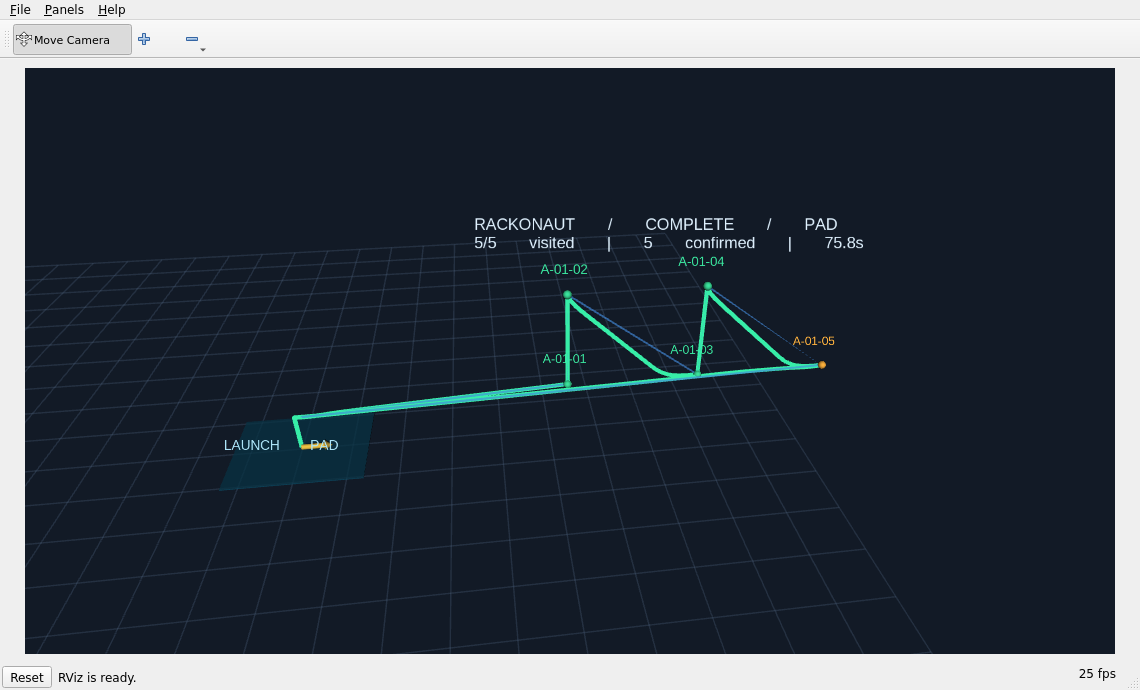 File Panels Help
Move Camera
RACKONAUT / COMPLETE / PAD
5/5 visited | 5 confirmed | 75.8s
A-01-04
A-01-02
A-01-05
A-01-03
A-01-01
LAUNCH PAD
Reset RViz is ready. 25 fps